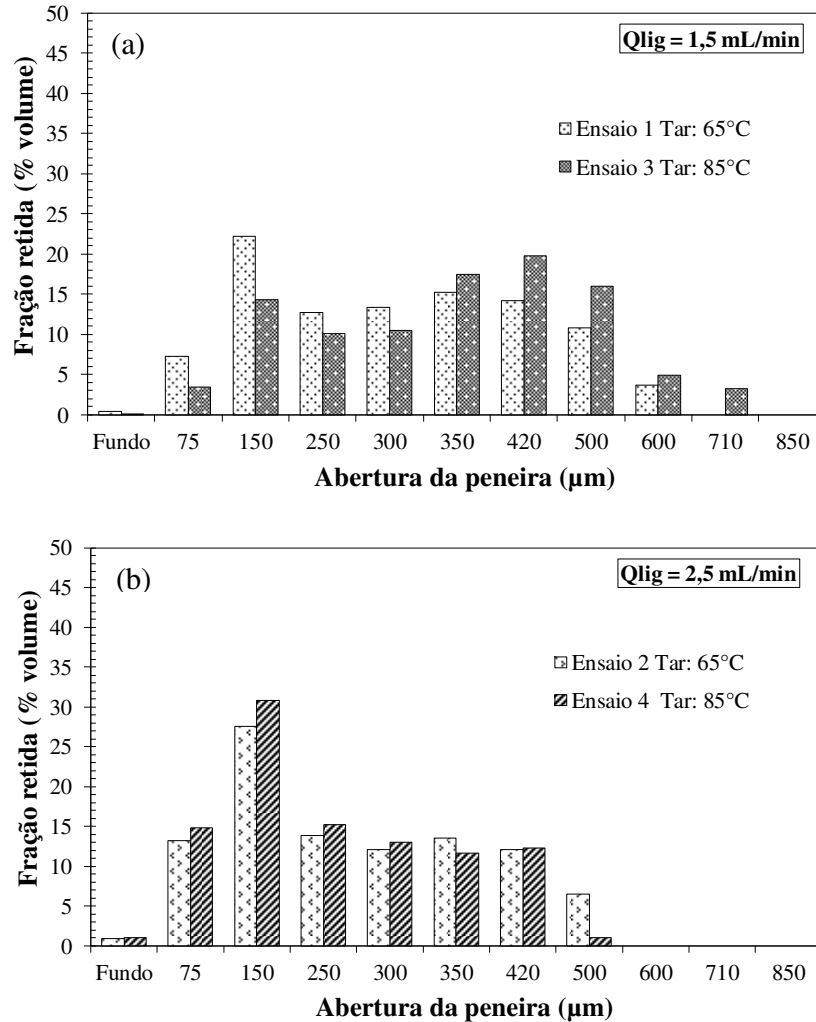 (a)
Qlig = 1,5 mL/min
Fração retida (% volume)
50
45
40
35
30
25
20
15
10
5
0
Ensaio 1 Tar: 65°C
Ensaio 3 Tar: 85°C
Fundo 75 150 250 300 350 420 500 600 710 850
Abertura da peneira (µm)
(b)
Qlig = 2,5 mL/min
Fração retida (% volume)
50
45
40
35
30
25
20
15
10
5
0
Ensaio 2 Tar: 65°C
Ensaio 4 Tar: 85°C
Fundo 75 150 250 300 350 420 500 600 710 850
Abertura da peneira (µm)